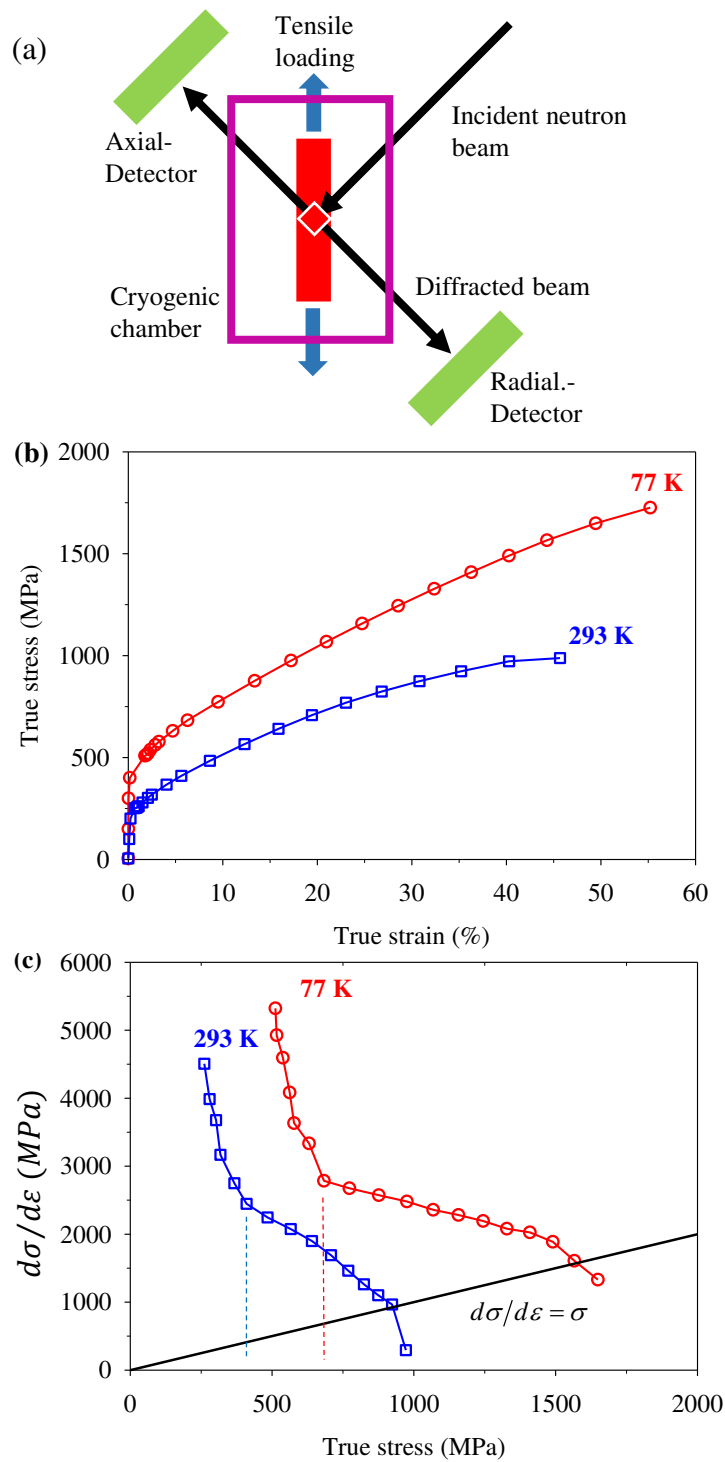 (a)
Tensile
loading
Incident neutron
beam
Axial-
Detector
Cryogenic
chamber
Diffracted beam
Radial.-
Detector
(b)
2000
77 K
1500
293 K
1000
500
0
True stress (MPa)
0 10 20 30 40 50 60
True strain (%)
(c)
6000
77 K
5000
293 K
4000
3000
2000
1000
0
dσ/dε (MPa)
dσ/dε = σ
0 500 1000 1500 2000
True stress (MPa)